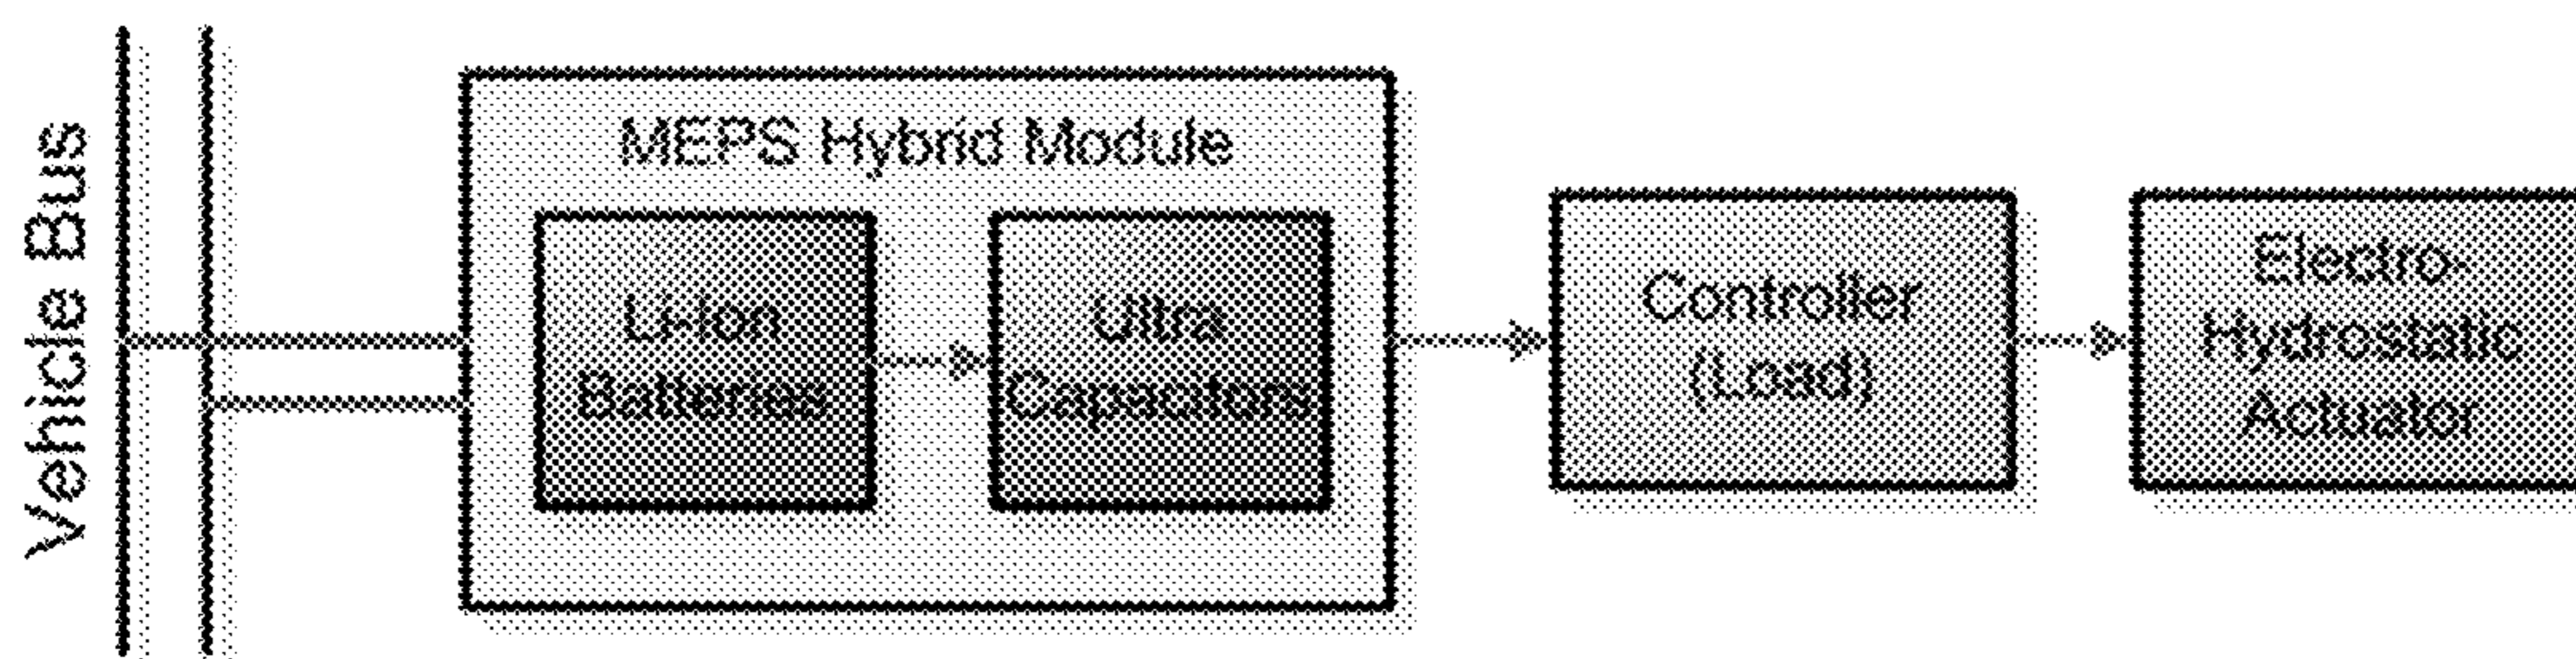 Vehicle Bus
MEPS Hybrid Module
Li-Ion
Batteries
Ultra
Capacitors
Controller
(Load)
Electro-
Hydrostatic
Actuator